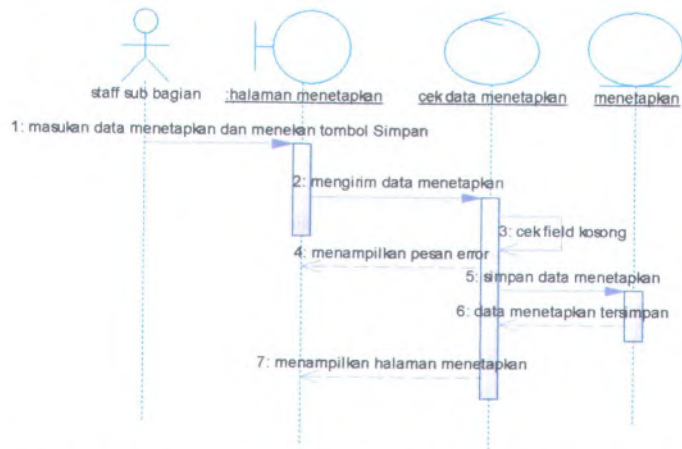 staff sub bagian
:halaman menetapkan
cek data menetapkan
menetapkan
1: masukan data menetapkan dan menekan tombol Simpan
2: mengirim data menetapkan
3: cek field kosong
4: menampilkan pesan error
5: simpan data menetapkan
6: data menetapkan tersimpan
7: menampilkan halaman menetapkan